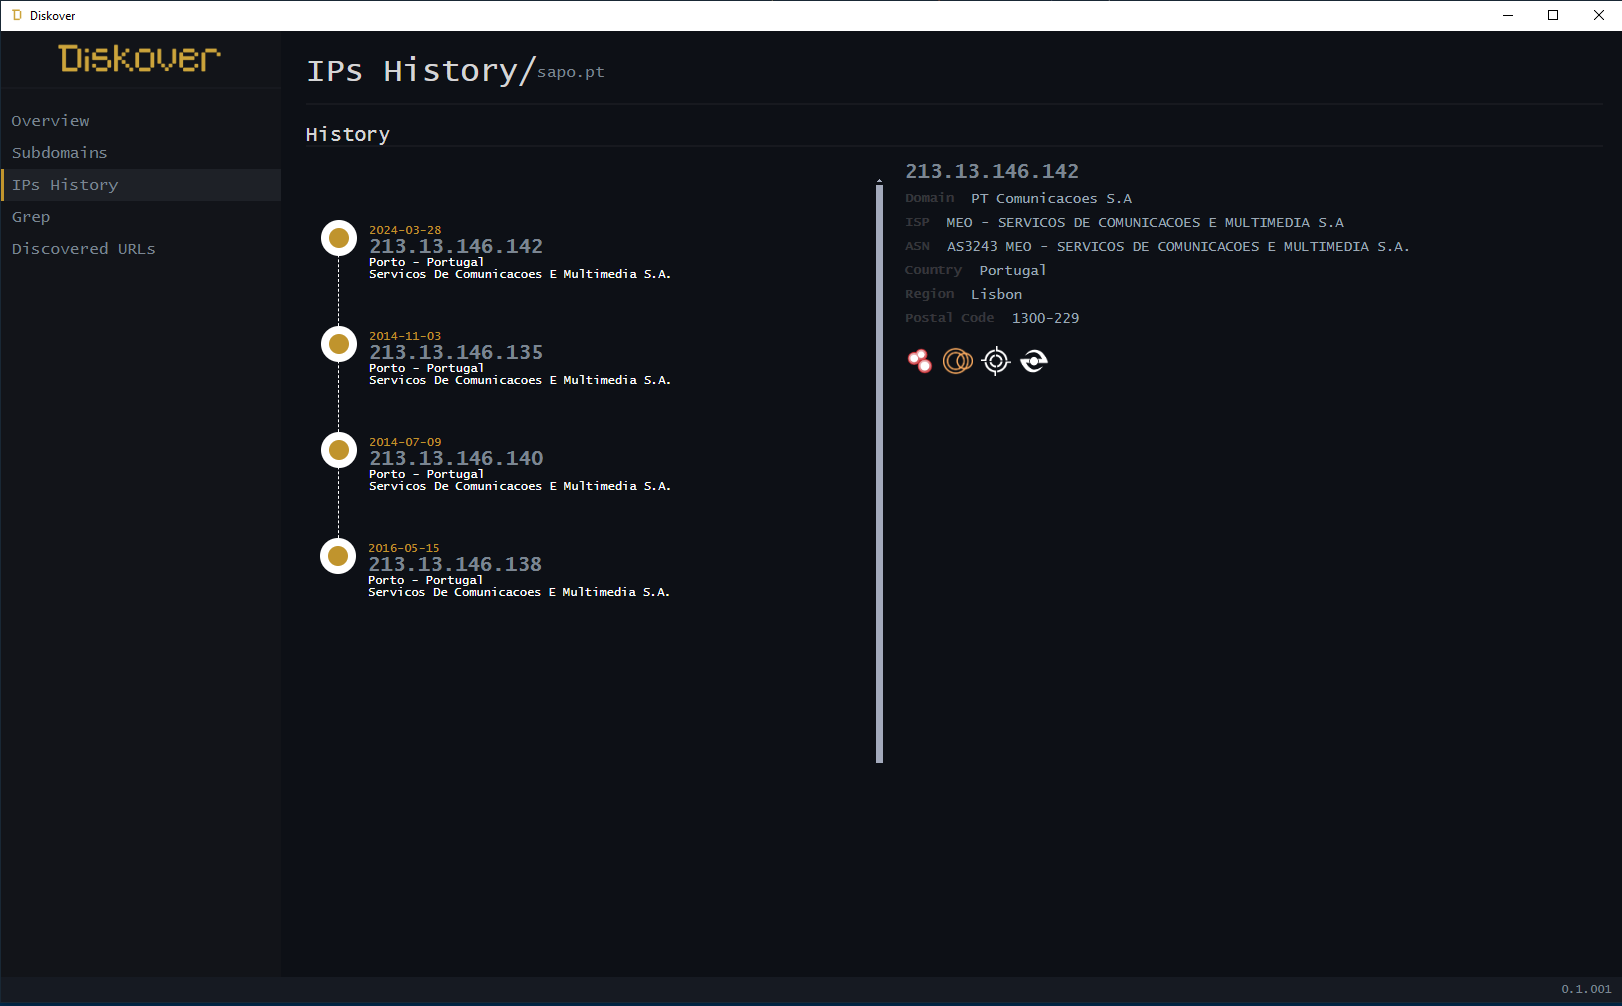 Diskover
Diskover
Overview
Subdomains
IPs History
Grep
Discovered URLs
IPs History/sapo.pt
History
2024-03-28
213.13.146.142
Porto - Portugal
Servicos De Comunicacoes E Multimedia S.A.
2014-11-03
213.13.146.135
Porto - Portugal
Servicos De Comunicacoes E Multimedia S.A.
2014-07-09
213.13.146.140
Porto - Portugal
Servicos De Comunicacoes E Multimedia S.A.
2016-05-15
213.13.146.138
Porto - Portugal
Servicos De Comunicacoes E Multimedia S.A.
213.13.146.142
Domain PT Comunicacoes S.A
ISP MEO - SERVICOS DE COMUNICACOES E MULTIMEDIA S.A
ASN AS3243 MEO - SERVICOS DE COMUNICACOES E MULTIMEDIA S.A.
Country Portugal
Region Lisbon
Postal Code 1300-229
0.1.001